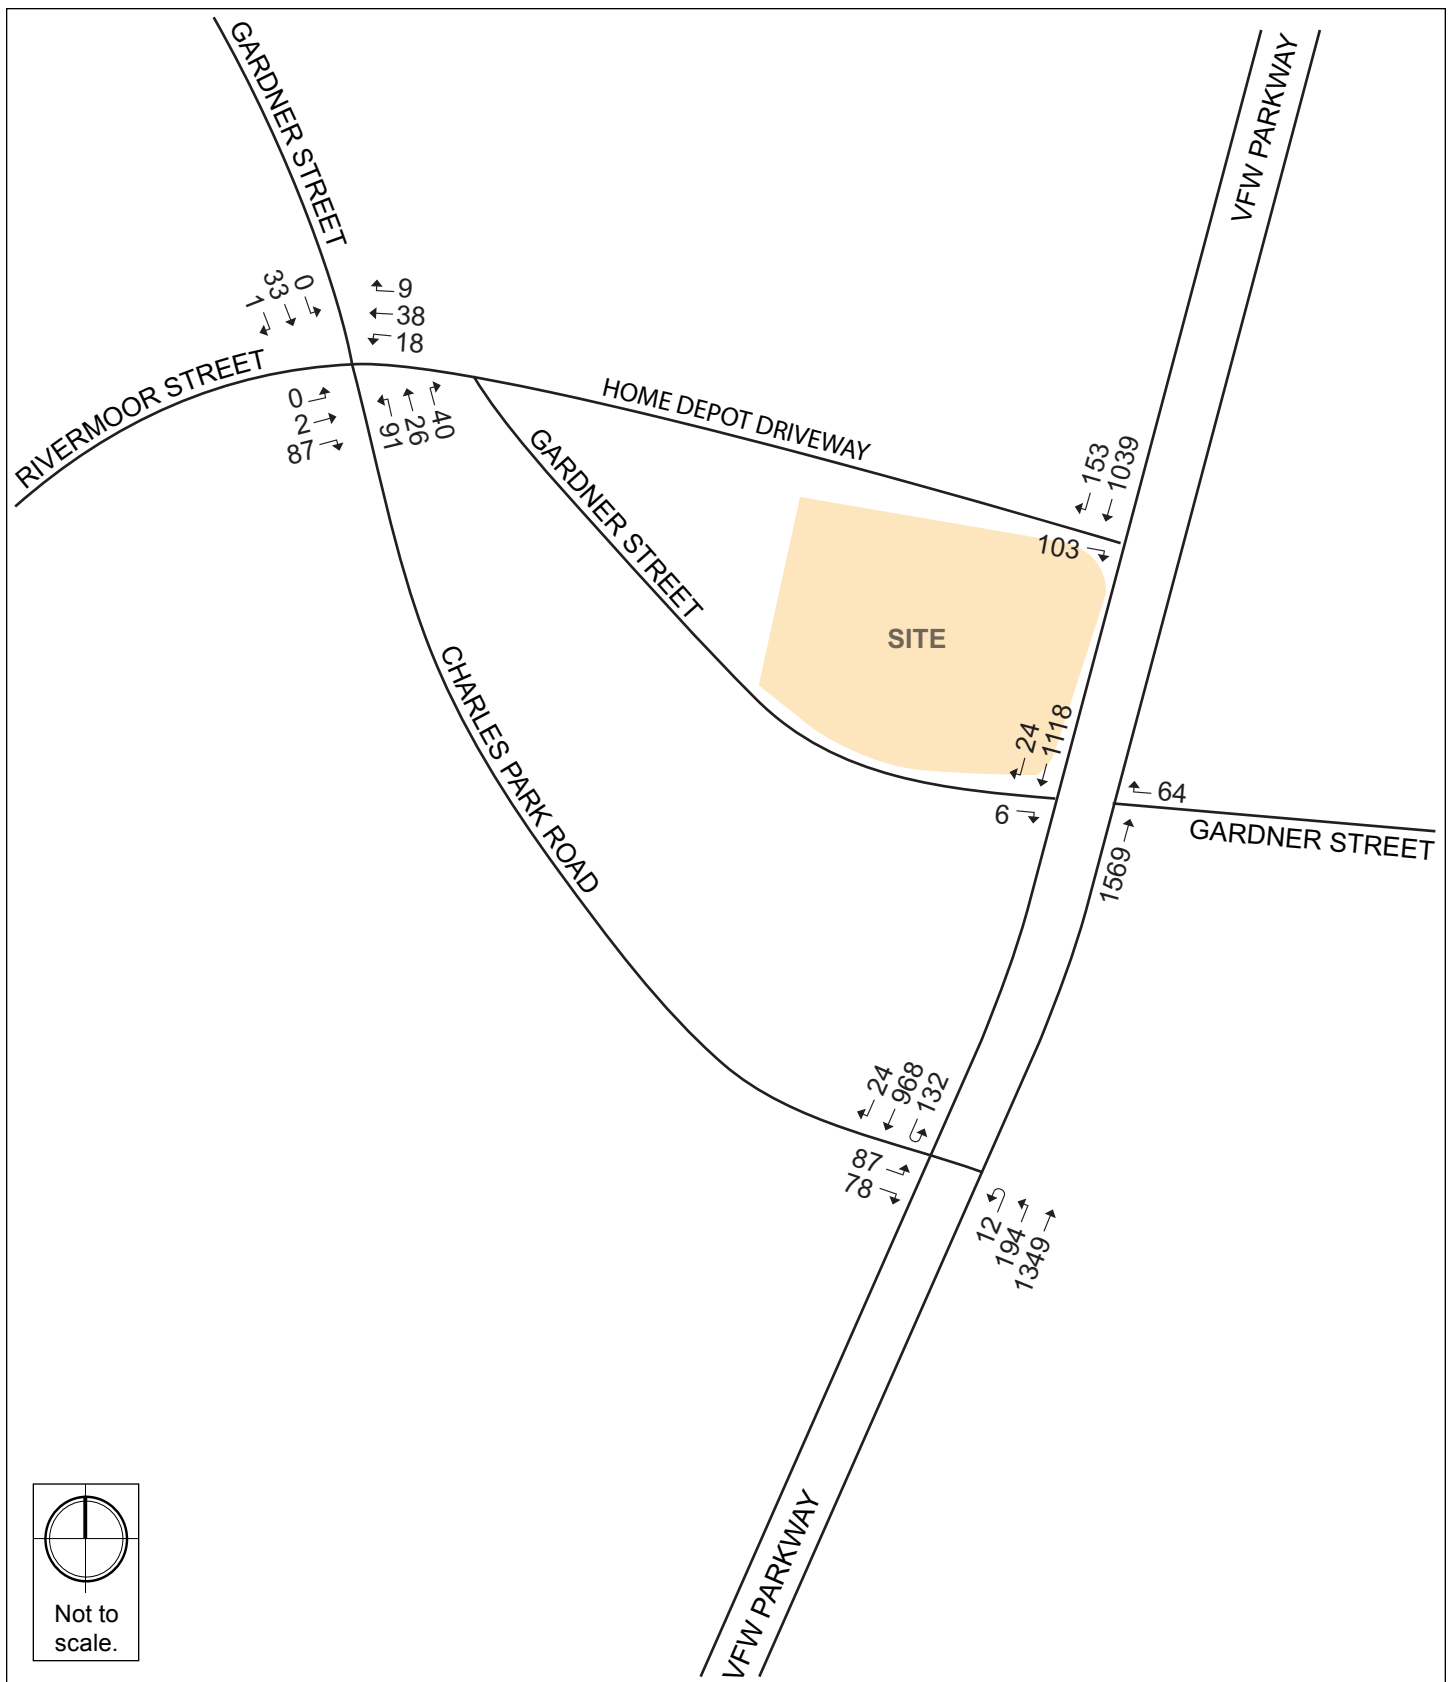 GARDNER STREET
VFW PARKWAY
0
33
1
9
38
18
RIVERMOOR STREET
0
2
87
91
26
40
HOME DEPOT DRIVEWAY
GARDNER STREET
153
1039
103
SITE
CHARLES PARK ROAD
24
1118
6
64
GARDNER STREET
1569
24
968
132
87
78
12
194
1349
VFW PARKWAY
Not to
scale.